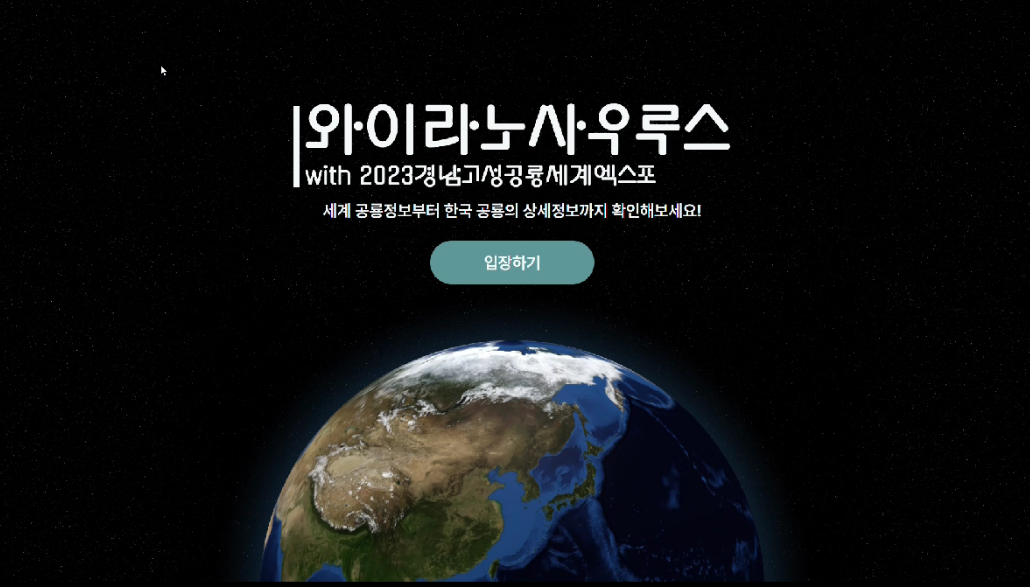 와이라노사우루스
with 2023경남고성공룡세계엑스포
세계 공룡정보부터 한국 공룡의 상세정보까지 확인해보세요!
입장하기